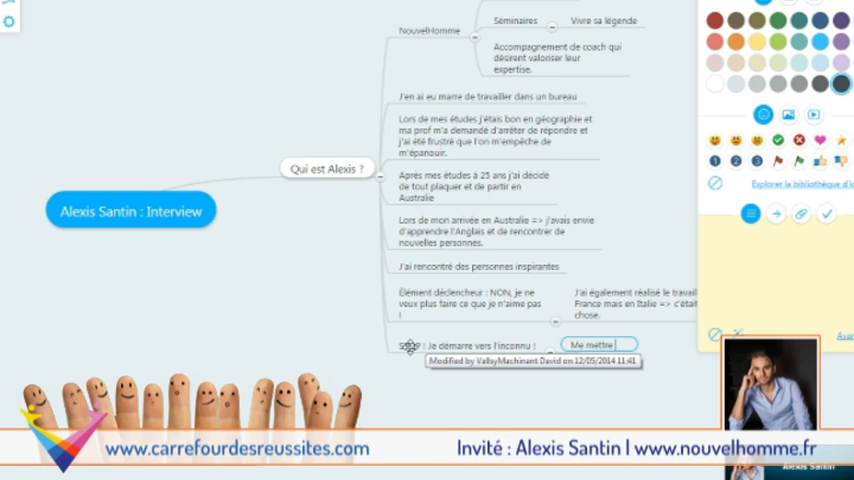 NouvelHomme
Séminaires
Vivre sa légende
Accompagnement de coach qui
désirent valoriser leur
expertise.
J'en ai eu marre de travailler dans un bureau
Lors de mes études j'étais bon en géographie et
ma prof m'a demandé d'arrêter de répondre et
j'ai été frustré que l'on m'empêche de
m'épanouir.
Qui est Alexis ?
Après mes études à 25 ans j'ai décidé
de tout plaquer et de partir en
Australie
Alexis Santin : Interview
Lors de mon arrivée en Australie => j'avais envie
d'apprendre l'Anglais et de rencontrer de
nouvelles personnes.
J'ai rencontré des personnes inspirantes
Élément déclencheur : NON, je ne
veux plus faire ce que je n'aime pas
!
J'ai également réalisé le travail
France mais en Italie => c'était
chose.
! Je démarre vers l'inconnu !
Me mettre
Modified by ValleyMachinant David on 12/05/2014 11:41
1 2 3
Explorer la bibliothèque d'ic
Avan
www.carrefourdesreussites.com
Invité : Alexis Santin | www.nouvelhomme.fr
Alexis Santin